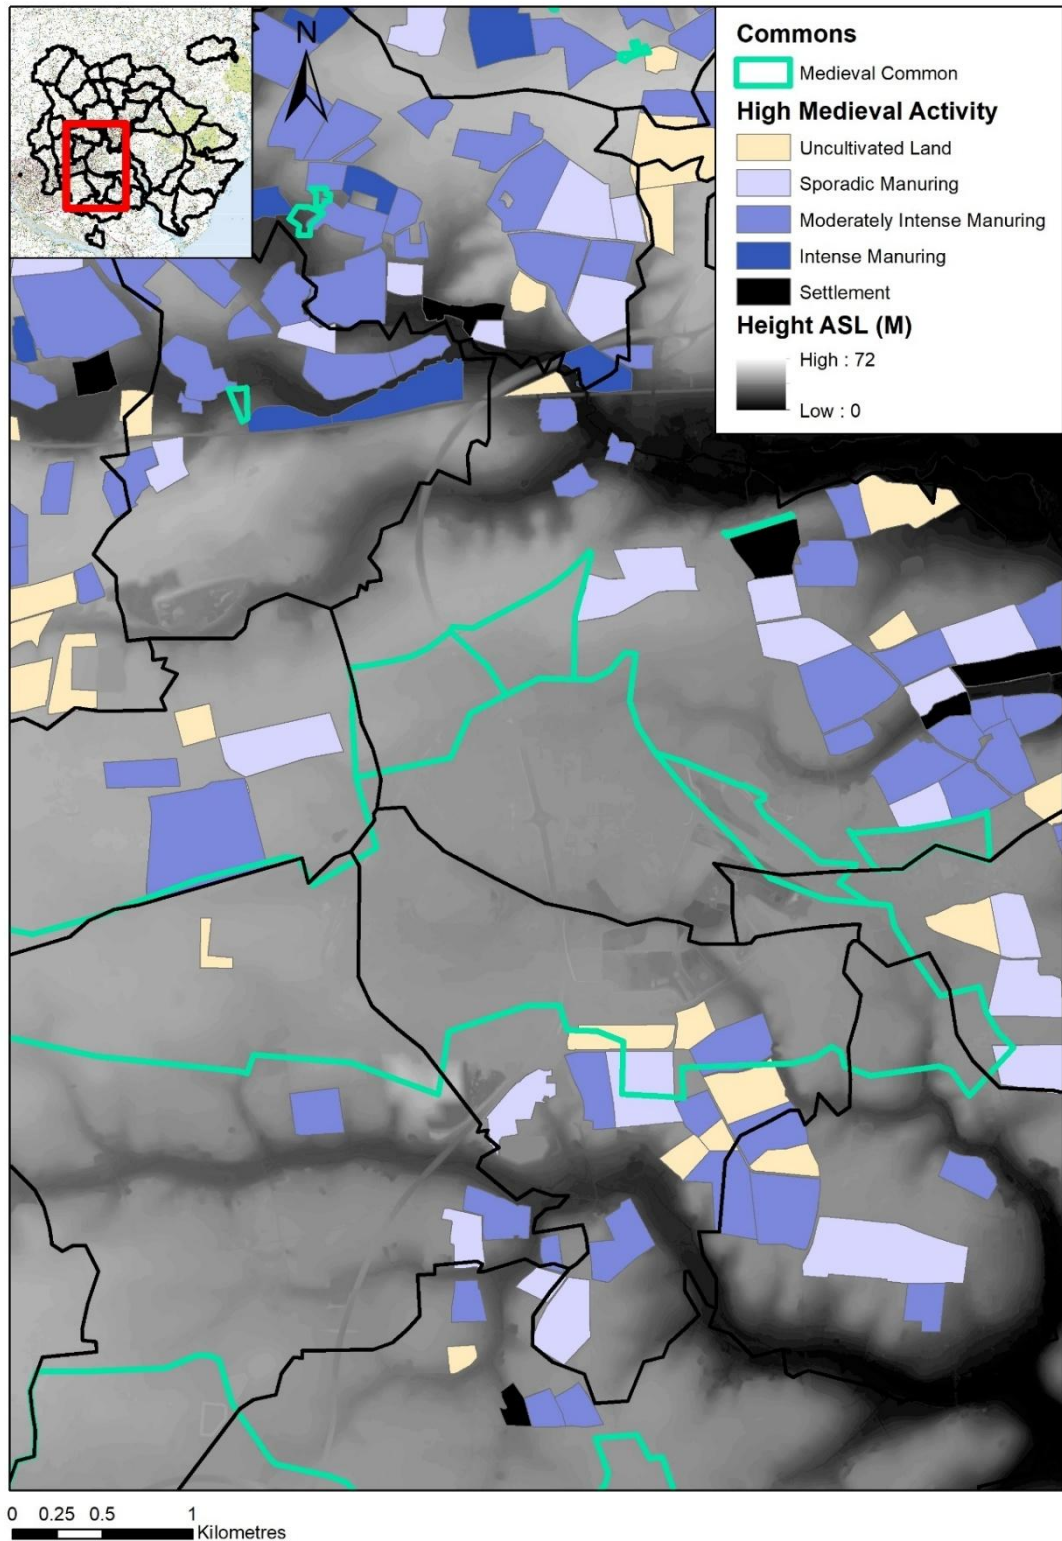 N
Commons
Medieval Common
High Medieval Activity
Uncultivated Land
Sporadic Manuring
Moderately Intense Manuring
Intense Manuring
Settlement
Height ASL (M)
High : 72
Low : 0
0 0.25 0.5 1
Kilometres